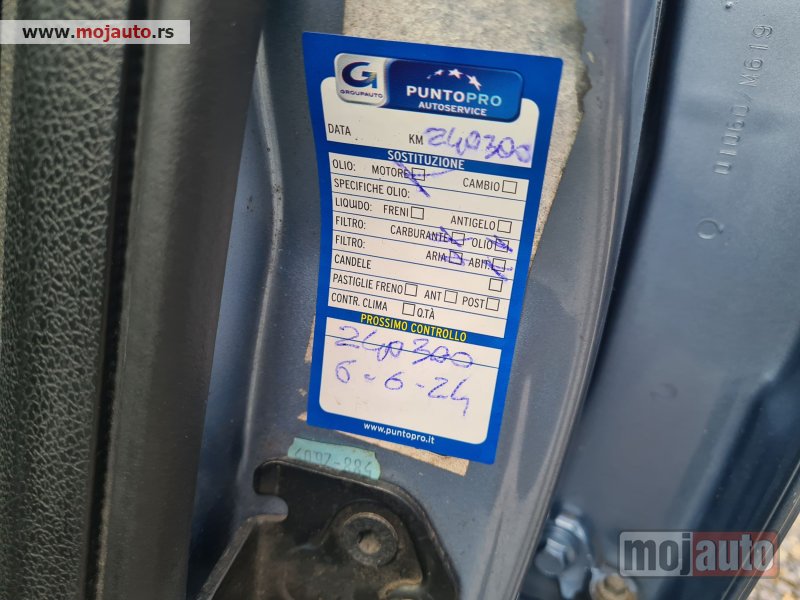 www.mojauto.rs
GROUPAUTO
PUNTOPRO
AUTOSERVICE
DATA KM 240300
SOSTITUZIONE
OLIO: MOTORE CAMBIO
SPECIFICHE OLIO:
LIQUIDO: FRENI ANTIGELO
FILTRO: CARBURANTE OLIO
FILTRO: ARIA ABIT.
CANDELE
PASTIGLIE FRENO ANT POST
CONTR. CLIMA Q.TÀ
PROSSIMO CONTROLLO
240300
6-6-24
www.puntopro.it
mojauto